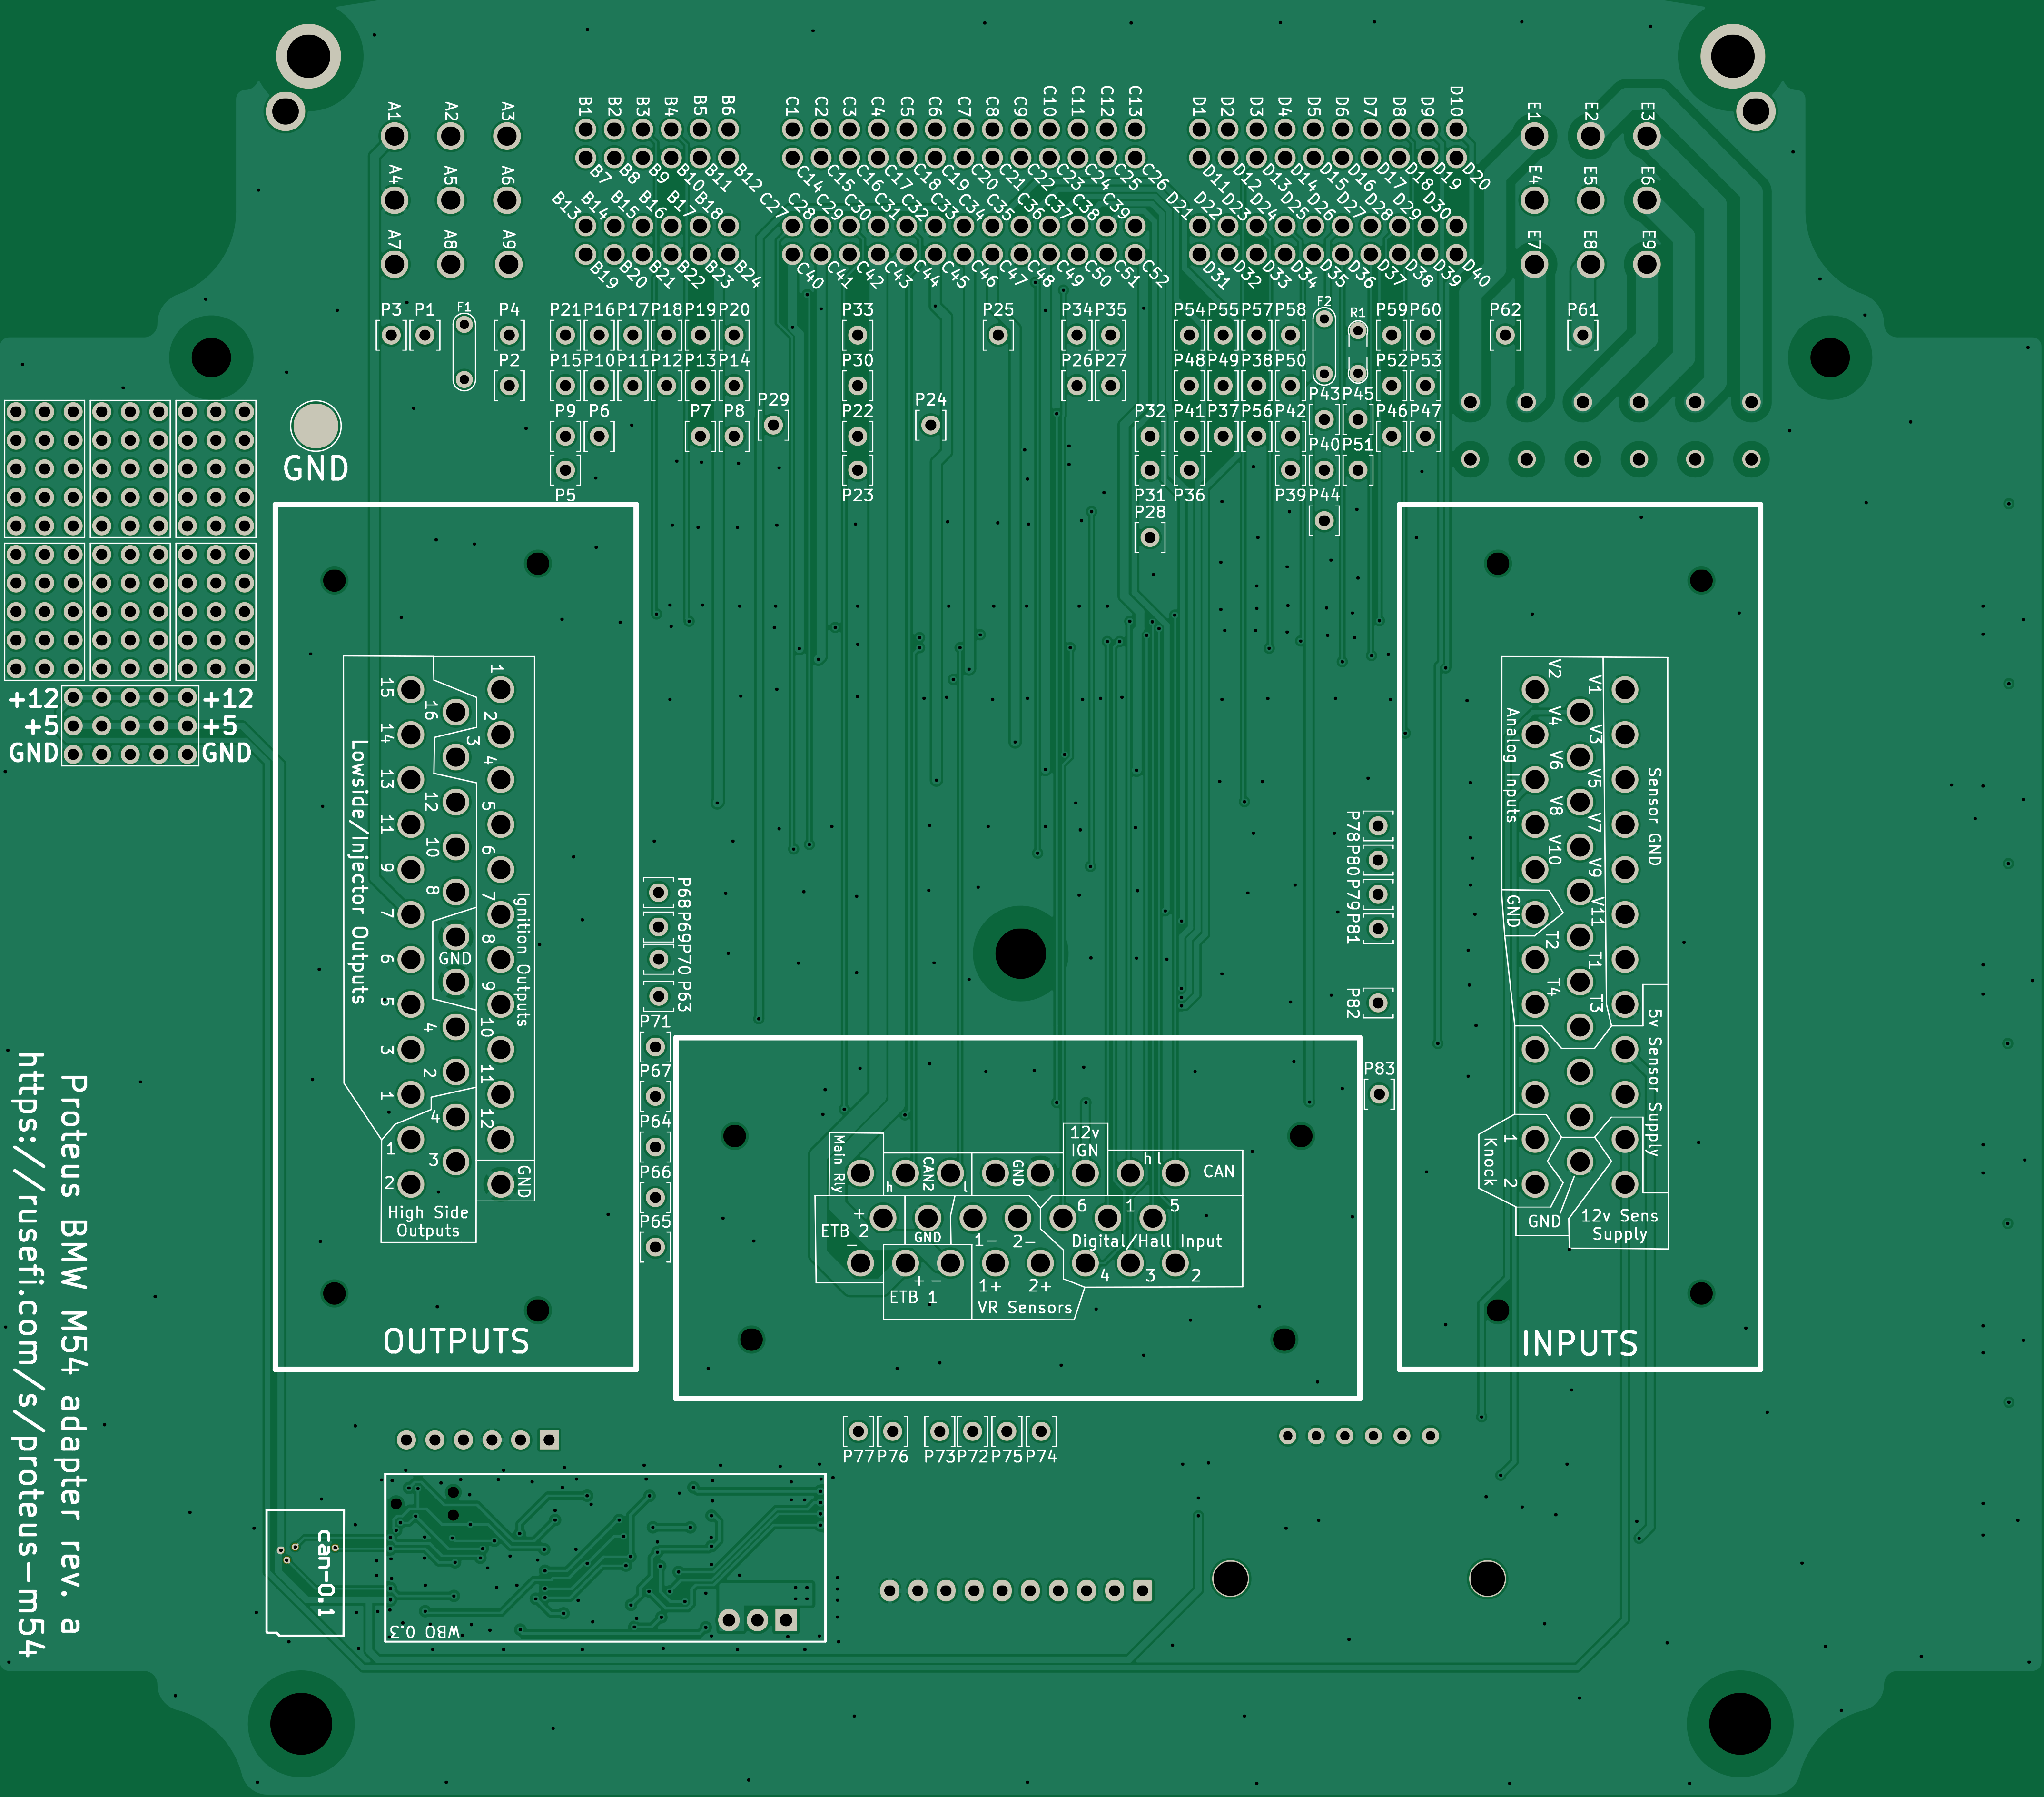 A1 A2 A3
A4 A5 A6
A7 A8 A9
B1 B2 B3 B4 B5 B6
B7 B8 B9 B10 B11 B12
B13 B14 B15 B16 B17 B18
B19 B20 B21 B22 B23 B24
C1 C2 C3 C4 C5 C6 C7 C8 C9 C10 C11 C12 C13
C14 C15 C16 C17 C18 C19 C20 C21 C22 C23 C24 C25 C26
C27 C28 C29 C30 C31 C32 C33 C34 C35 C36 C37 C38 C39
C40 C41 C42 C43 C44 C45 C46 C47 C48 C49 C50 C51 C52
D1 D2 D3 D4 D5 D6 D7 D8 D9 D10
D11 D12 D13 D14 D15 D16 D17 D18 D19 D20
D21 D22 D23 D24 D25 D26 D27 D28 D29 D30
D31 D32 D33 D34 D35 D36 D37 D38 D39 D40
E1 E2 E3
E4 E5 E6
E7 E8 E9
P3 P1 F1 P4 P21 P16 P17 P18 P19 P20 P33 P25 P34 P35 P54 P55 P57 P58 F2 R1 P59 P60 P62 P61
P2 P15 P10 P11 P12 P13 P14 P30 P26 P27 P48 P49 P38 P50 P52 P53
P9 P6 P7 P8 P29 P22 P24 P32 P41 P37 P56 P42 P43 P45 P46 P47
P40 P51
P5 P23 P31 P36 P39 P44
P28
GND
+12 +12
+5 +5
GND GND
Lowside/Injector Outputs
15
14
13
11
9
7
6
5
3
1
16
12
10
8
GND
4
2
3
1
2
4
5
6
7
8
9
10
11
12
Ignition Outputs
1
2
4
3
GND
High Side
Outputs
OUTPUTS
P68
P69
P70
P63
P71
P67
P64
P66
P65
P78
P80
P79
P81
P82
P83
Main Rly
h CAN2 l
GND
12v
IGN
h l CAN
+
ETB 2
-
GND
1- 2-
6 1 5
Digital/Hall Input
4 3 2
+ -
ETB 1
1+ 2+
VR Sensors
Analog Inputs
V2
V4
V6
V8
V10
GND
T2
T4
V1
V3
V5
V7
V9
V11
T1
T3
Sensor GND
5v Sensor Supply
Knock
1
2
GND
12v Sens
Supply
INPUTS
P77 P76 P73 P72 P75 P74
Proteus BMW M54 adapter rev. a
https://rusefi.com/s/proteus-m54
can-0.1
WBO 0.3